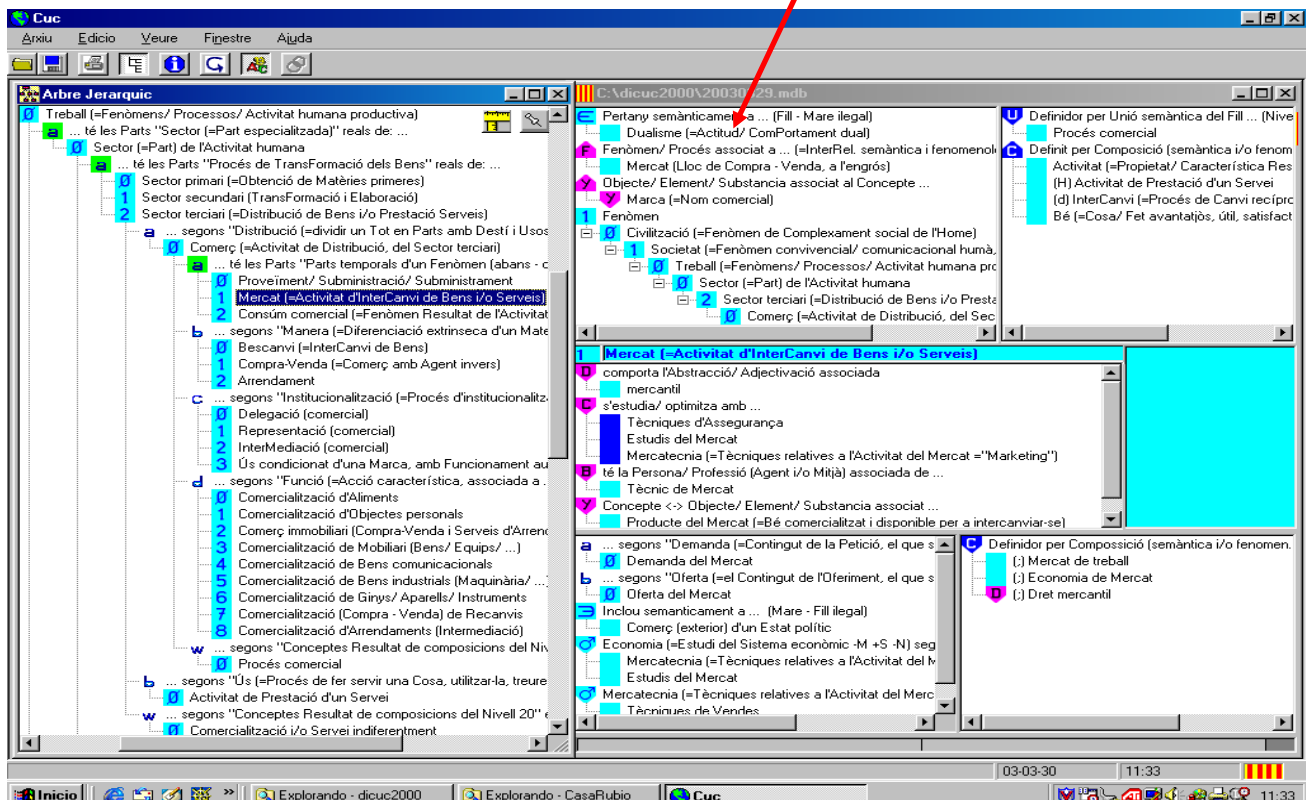 Cuc
Arxiu Edicio Veure Finestre Ajuda
Arbre Jerarquic
Treball (=Fenòmens/ Processos/ Activitat humana productiva)
a ... té les Parts "Sector (=Part especialitzada)" reals de: ...
0 Sector (=Part) de l'Activitat humana
a ... té les Parts "Procés de TransFormació dels Bens" reals de: ...
0 Sector primari (=Obtenció de Matèries primeres)
1 Sector secundari (TransFormació i Elaboració)
2 Sector terciari (=Distribució de Bens i/o Prestació Serveis)
a ... segons "Distribució (=dividir un Tot en Parts amb Destí i Usos
0 Comerç (=Activitat de Distribució, del Sector terciari)
a ... té les Parts "Parts temporals d'un Fenòmen (abans - d
0 Proveïment/ Subministració/ Subministrament
1 Mercat (=Activitat d'InterCanvi de Bens i/o Serveis)
2 Consúm comercial (=Fenòmen Resultat de l'Activitat
b ... segons "Manera (=Diferenciació extrinseca d'un Mate
0 Bescanvi (=InterCanvi de Bens)
1 Compra-Venda (=Comerç amb Agent invers)
2 Arrendament
c ... segons "Institucionalització (=Procés d'institucionalitz
0 Delegació (comercial)
1 Representació (comercial)
2 InterMediació (comercial)
3 Ús condicionat d'una Marca, amb Funcionament au
d ... segons "Funció (=Acció característica, associada a .
0 Comercialització d'Aliments
1 Comercialització d'Objectes personals
2 Comerç immobiliari (Compra-Venda i Serveis d'Arrend
3 Comercialització de Mobiliari (Bens/ Equips/ ...)
4 Comercialització de Bens comunicacionals
5 Comercialització de Bens industrials (Maquinària/ ...
6 Comercialització de Ginys/ Aparells/ Instruments
7 Comercialització (Compra - Venda) de Recanvis
8 Comercialització d'Arrendaments (Intermediació)
w ... segons "Conceptes Resultat de composicions del Niv
0 Procés comercial
b ... segons "Ús (=Procés de fer servir una Cosa, utilitzar-la, treure
0 Activitat de Prestació d'un Servei
w ... segons "Conceptes Resultat de composicions del Nivell 20" e
0 Comercialització i/o Servei indiferentment
C:\dicuc2000\200303 29.mdb
Pertany semànticament a ... (Fill - Mare ilegal)
Dualisme (=Actitud/ ComPortament dual)
F Fenòmen/ Procés associat a ... (=InterRel. semàntica i fenomenol
Mercat (Lloc de Compra - Venda, a l'engrós)
Y Objecte/ Element/ Substancia associat al Concepte ...
Y Marca (=Nom comercial)
1 Fenòmen
0 Civilització (=Fenòmen de Complexament social de l'Home)
1 Societat (=Fenòmen convivencial/ comunicacional humà,
0 Treball (=Fenòmens/ Processos/ Activitat humana pro
0 Sector (=Part) de l'Activitat humana
2 Sector terciari (=Distribució de Bens i/o Presta
0 Comerç (=Activitat de Distribució, del Sec
U Definidor per Unió semàntica del Fill ... (Nive
Procés comercial
Definit per Composició (semàntica i/o fenom
Activitat (=Propietat/ Característica Res
(H) Activitat de Prestació d'un Servei
(d) InterCanvi (=Procés de Canvi recípro
Bé (=Cosa/ Fet avantatjòs, útil, satisfact
1 Mercat (=Activitat d'InterCanvi de Bens i/o Serveis)
D comporta l'Abstracció/ Adjectivació associada
mercantil
C s'estudia/ optimitza amb ...
Tècniques d'Assegurança
Estudis del Mercat
Mercatecnia (=Tècniques relatives a l'Activitat del Mercat ="Marketing")
B té la Persona/ Professió (Agent i/o Mitjà) associada de ...
Tècnic de Mercat
Y Concepte <-> Objecte/ Element/ Substancia associat ...
Producte del Mercat (=Bé comercialitzat i disponible per a intercanviar-se)
a ... segons "Demanda (=Contingut de la Petició, el que s
0 Demanda del Mercat
b ... segons "Oferta (=el Contingut de l'Oferiment, el que s
0 Oferta del Mercat
Inclou semanticament a ... (Mare - Fill ilegal)
Comerç (exterior) d'un Estat polític
Economia (=Estudi del Sistema econòmic -M +S -N) seg
Mercatecnia (=Tècniques relatives a l'Activitat del M
Estudis del Mercat
Mercatecnia (=Tècniques relatives a l'Activitat del Merc
Tècniques de Vendes
C Definidor per Compossició (semàntica i/o fenomen.
(;) Mercat de treball
(;) Economia de Mercat
D (;) Dret mercantil
03-03-30 11:33
Inicio Explorando - dicuc2000 Explorando - CasaRubio Cuc 11:33